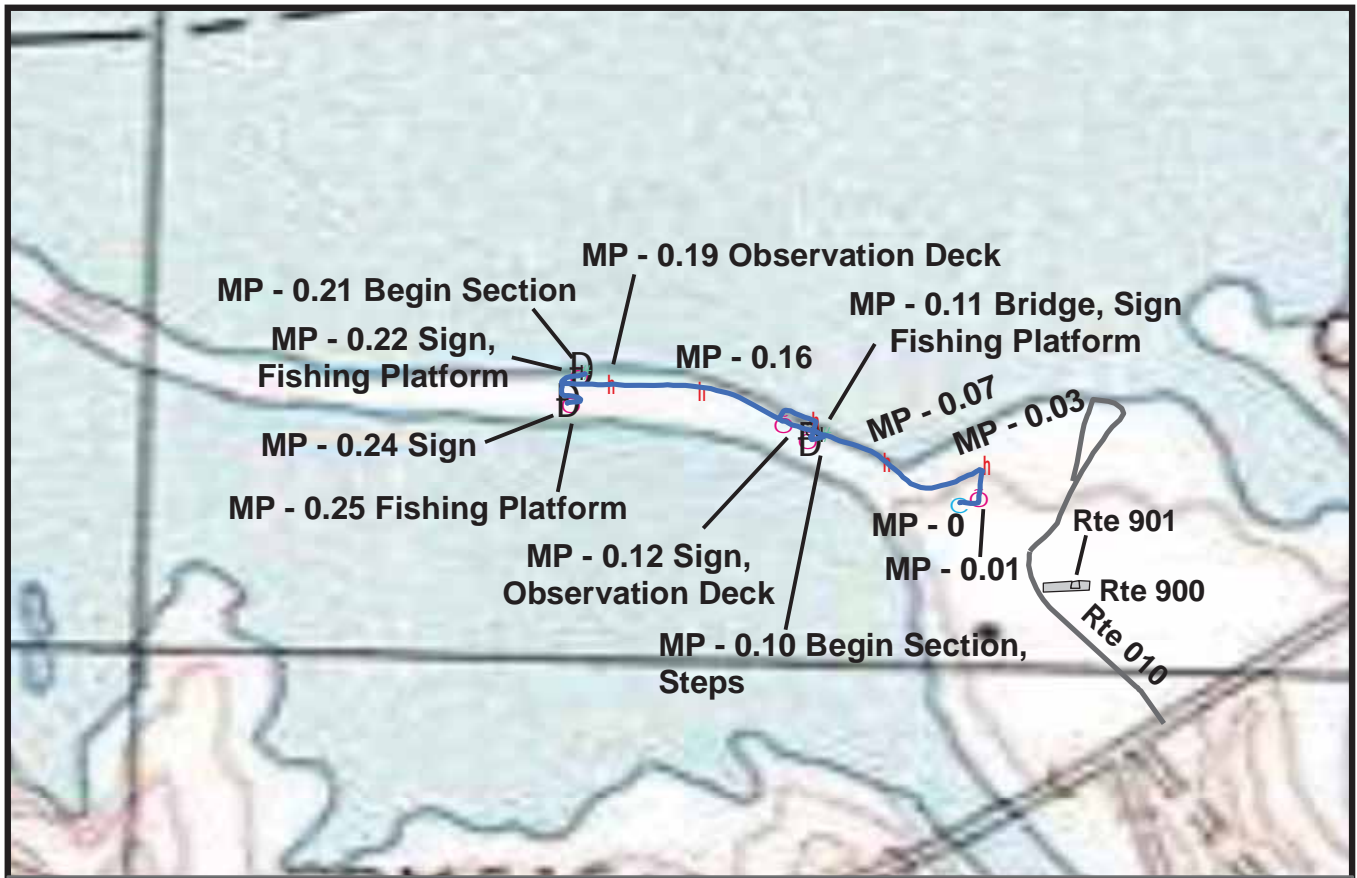 MP - 0.19 Observation Deck
MP - 0.21 Begin Section
MP - 0.11 Bridge, Sign
Fishing Platform
MP - 0.22 Sign,
Fishing Platform
MP - 0.16
MP - 0.07
MP - 0.03
MP - 0.24 Sign
MP - 0.25 Fishing Platform
MP - 0
MP - 0.01
MP - 0.12 Sign,
Observation Deck
MP - 0.10 Begin Section,
Steps
Rte 901
Rte 900
Rte 010
D
D
D
h
h
h
h